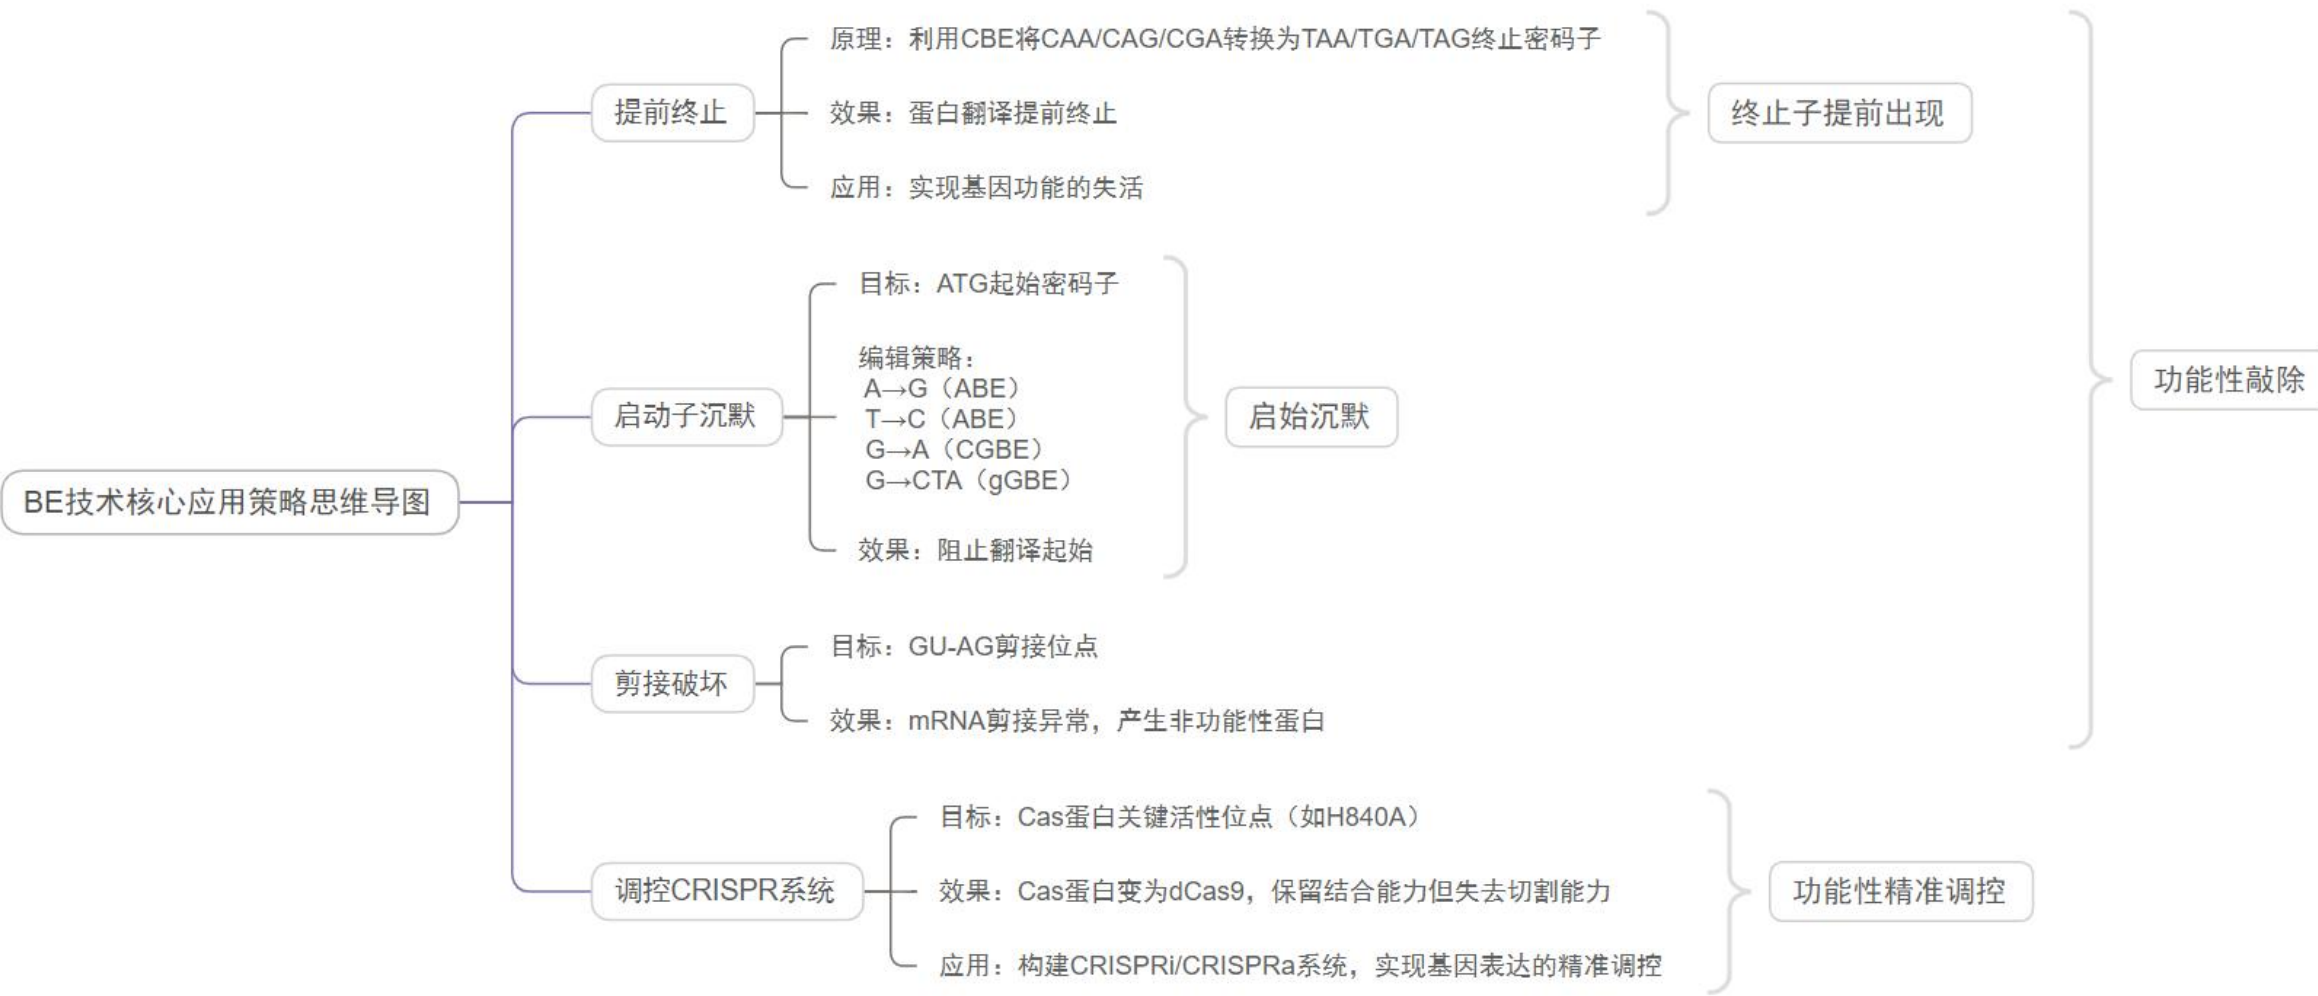 BE技术核心应用策略思维导图
提前终止
原理：利用CBE将CAA/CAG/CGA转换为TAA/TGA/TAG终止密码子
效果：蛋白翻译提前终止
应用：实现基因功能的失活
终止子提前出现
启动子沉默
目标：ATG起始密码子
编辑策略：
A→G（ABE）
T→C（ABE）
G→A（CGBE）
G→CTA（gGBE）
效果：阻止翻译起始
启始沉默
剪接破坏
目标：GU-AG剪接位点
效果：mRNA剪接异常，产生非功能性蛋白
功能性敲除
调控CRISPR系统
目标：Cas蛋白关键活性位点（如H840A）
效果：Cas蛋白变为dCas9，保留结合能力但失去切割能力
应用：构建CRISPRi/CRISPRa系统，实现基因表达的精准调控
功能性精准调控